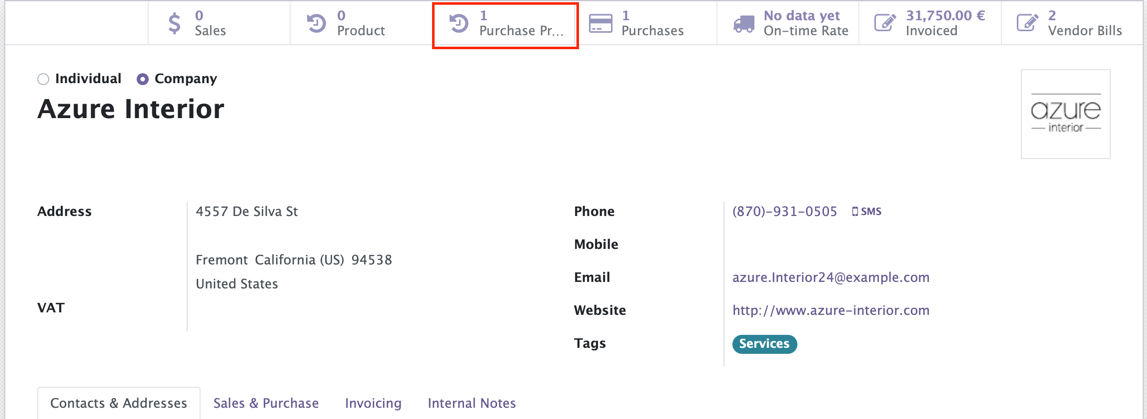 0
Sales
0
Product
1
Purchase Pr...
1
Purchases
No data yet
On-time Rate
31,750.00 €
Invoiced
2
Vendor Bills
Individual Company
Azure Interior
azure
interior
Address 4557 De Silva St
Fremont California (US) 94538
United States
VAT
Phone (870)-931-0505 SMS
Mobile
Email azure.Interior24@example.com
Website http://www.azure-interior.com
Tags Services
Contacts & Addresses Sales & Purchase Invoicing Internal Notes